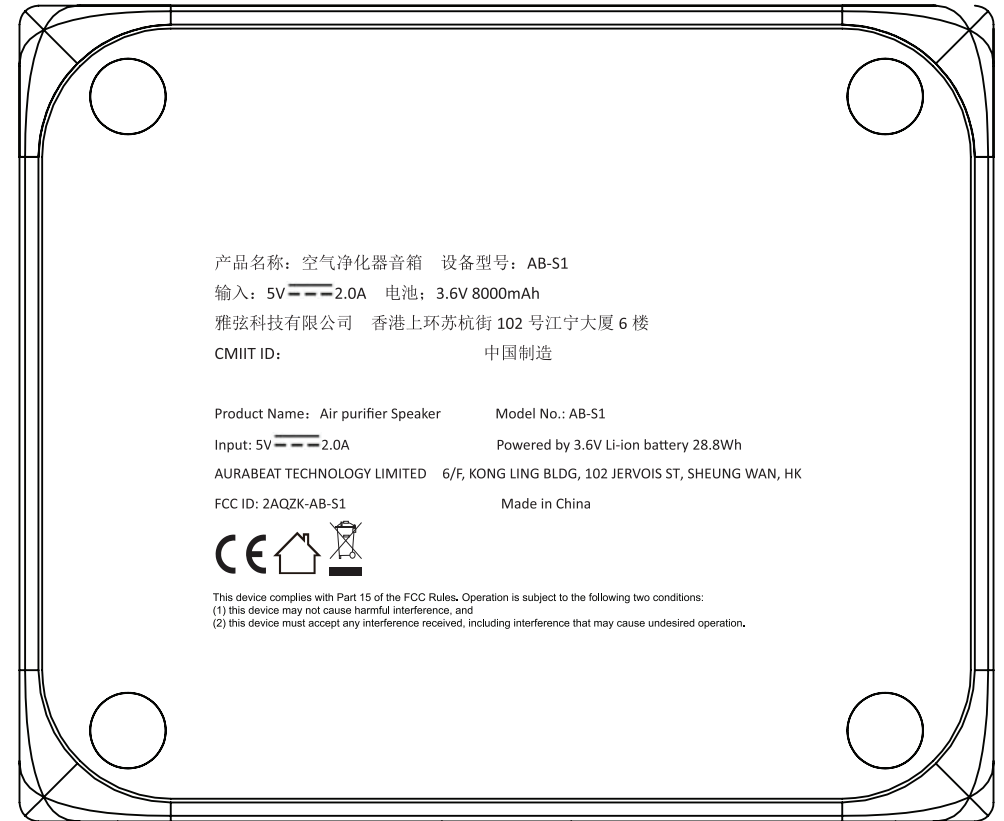 产品名称：空气净化器音箱 设备型号：AB-S1
输入：5V 2.0A 电池；3.6V 8000mAh
雅弦科技有限公司 香港上环苏杭街 102 号江宁大厦 6 楼
CMIIT ID： 中国制造
Product Name：Air purifier Speaker Model No.: AB-S1
Input: 5V 2.0A Powered by 3.6V Li-ion battery 28.8Wh
AURABEAT TECHNOLOGY LIMITED 6/F, KONG LING BLDG, 102 JERVOIS ST, SHEUNG WAN, HK
FCC ID: 2AQZK-AB-S1 Made in China
CE
This device complies with Part 15 of the FCC Rules. Operation is subject to the following two conditions:
(1) this device may not cause harmful interference, and
(2) this device must accept any interference received, including interference that may cause undesired operation.